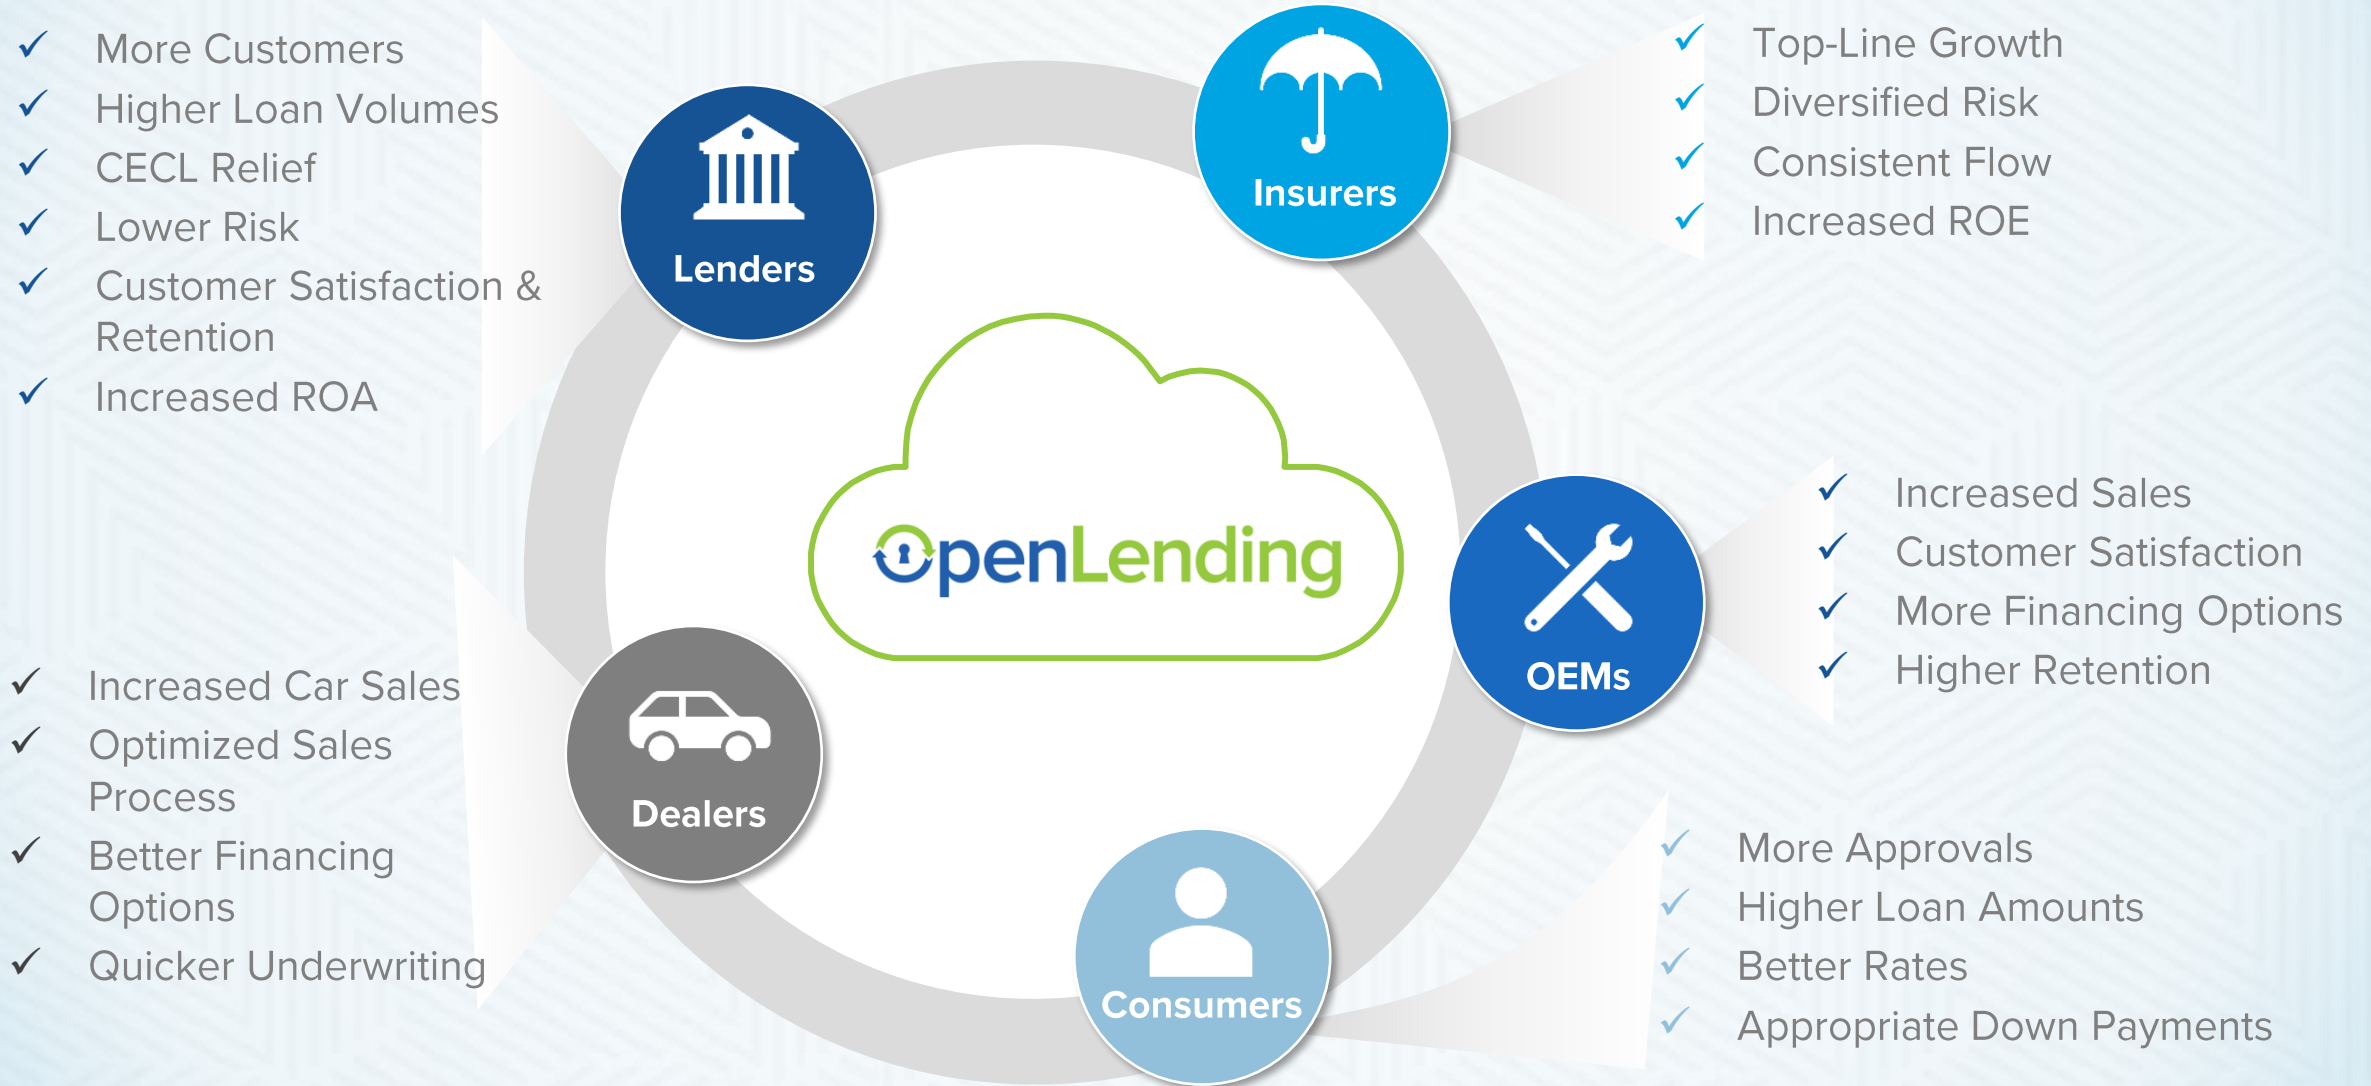 More Customers
Higher Loan Volumes
CECL Relief
Lower Risk
Customer Satisfaction &
Retention
Increased ROA
Lenders
Insurers
Top-Line Growth
Diversified Risk
Consistent Flow
Increased ROE
OpenLending
OEMs
Increased Sales
Customer Satisfaction
More Financing Options
Higher Retention
Increased Car Sales
Optimized Sales
Process
Better Financing
Options
Quicker Underwriting
Dealers
Consumers
More Approvals
Higher Loan Amounts
Better Rates
Appropriate Down Payments